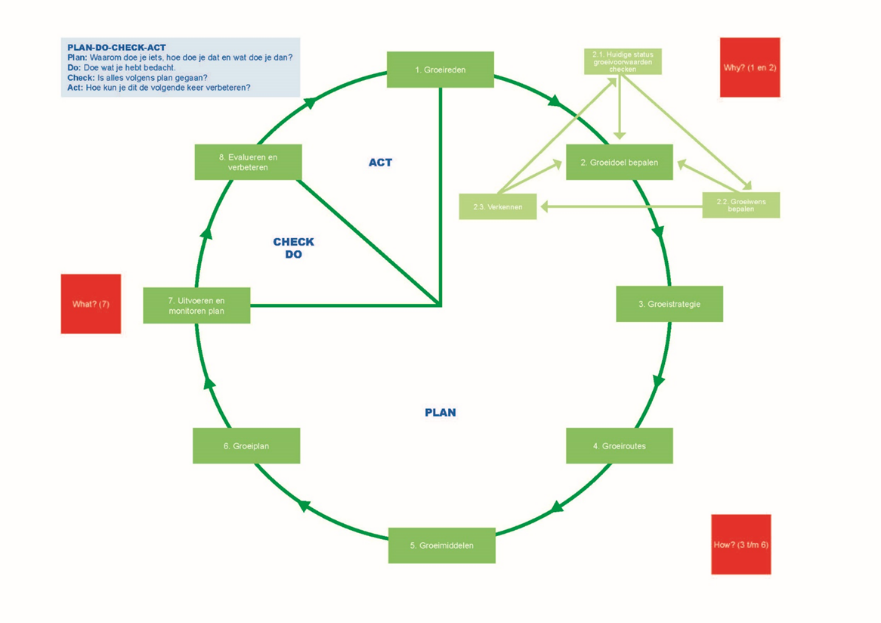 PLAN-DO-CHECK-ACT
Plan: Waarom doe je iets, hoe doe je dat en wat doe je dan?
Do: Doe wat je hebt bedacht.
Check: Is alles volgens plan gegaan?
Act: Hoe kun je dit de volgende keer verbeteren?
1. Groeireden
2.1. Huidige status
groeivoorwaarden
checken
Why? (1 en 2)
8. Evalueren en
verbeteren
ACT
2. Groeidoel bepalen
2.3. Verkennen
2.2. Groeiwens
bepalen
CHECK
DO
What? (7)
7. Uitvoeren en
monitoren plan
3. Groeistrategie
PLAN
6. Groeiplan
4. Groeiroutes
5. Groeimiddelen
How? (3 t/m 6)